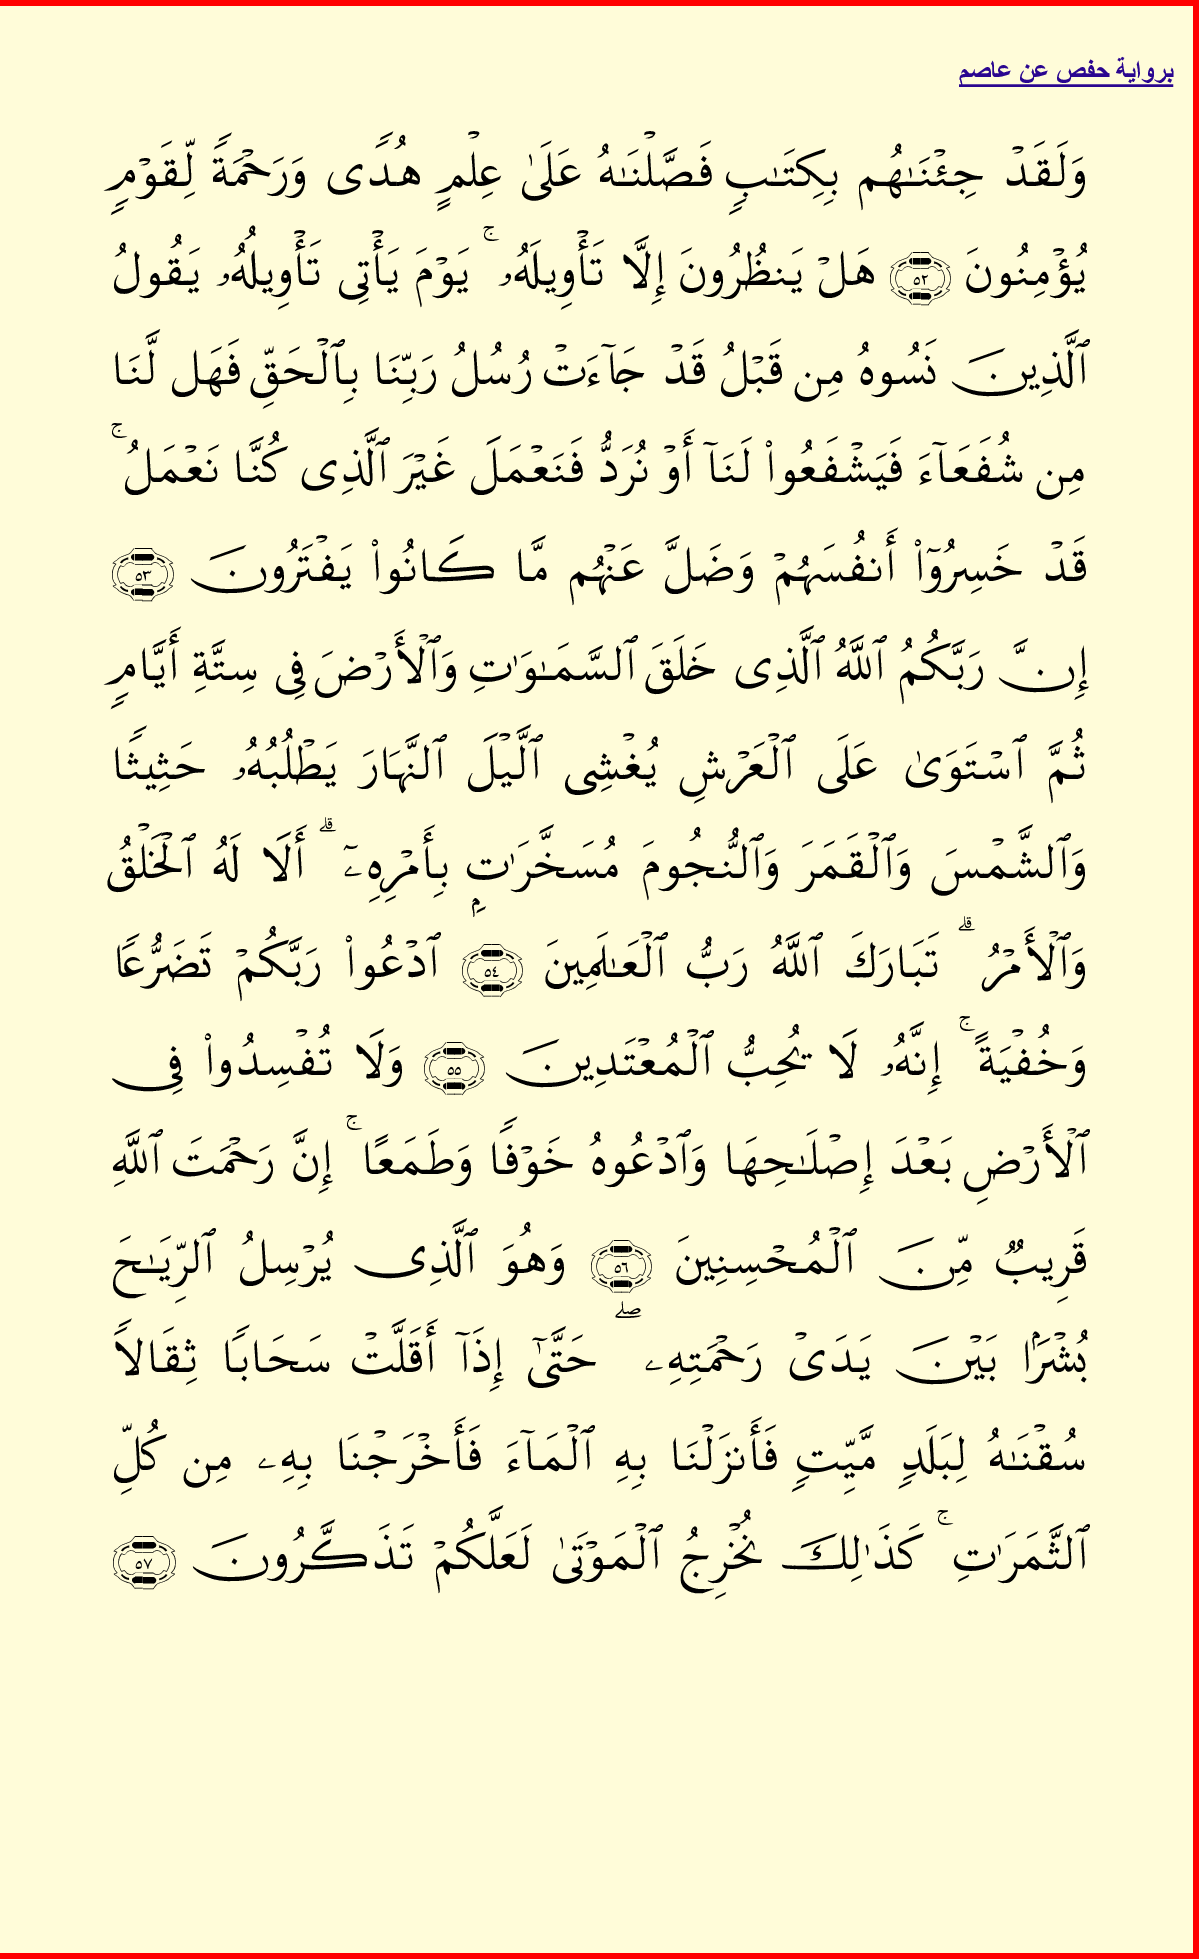 برواية حفص عن عاصم
وَلَقَدۡ جِئۡنَٰهُم بِكِتَٰبٖ فَصَّلۡنَٰهُ عَلَىٰ عِلۡمٍ هُدٗى وَرَحۡمَةٗ لِّقَوۡمٖ
يُؤۡمِنُونَ ٥٢ هَلۡ يَنظُرُونَ إِلَّا تَأۡوِيلَهُۥۚ يَوۡمَ يَأۡتِي تَأۡوِيلُهُۥ يَقُولُ
ٱلَّذِينَ نَسُوهُ مِن قَبۡلُ قَدۡ جَآءَتۡ رُسُلُ رَبِّنَا بِٱلۡحَقِّ فَهَل لَّنَا
مِن شُفَعَآءَ فَيَشۡفَعُواْ لَنَآ أَوۡ نُرَدُّ فَنَعۡمَلَ غَيۡرَ ٱلَّذِي كُنَّا نَعۡمَلُۚ
قَدۡ خَسِرُوٓاْ أَنفُسَهُمۡ وَضَلَّ عَنۡهُم مَّا كَانُواْ يَفۡتَرُونَ ٥٣
إِنَّ رَبَّكُمُ ٱللَّهُ ٱلَّذِي خَلَقَ ٱلسَّمَٰوَٰتِ وَٱلۡأَرۡضَ فِي سِتَّةِ أَيَّامٖ
ثُمَّ ٱسۡتَوَىٰ عَلَى ٱلۡعَرۡشِ يُغۡشِي ٱلَّيۡلَ ٱلنَّهَارَ يَطۡلُبُهُۥ حَثِيثٗا
وَٱلشَّمۡسَ وَٱلۡقَمَرَ وَٱلنُّجُومَ مُسَخَّرَٰتِۭ بِأَمۡرِهِۦٓۗ أَلَا لَهُ ٱلۡخَلۡقُ
وَٱلۡأَمۡرُۗ تَبَارَكَ ٱللَّهُ رَبُّ ٱلۡعَٰلَمِينَ ٥٤ ٱدۡعُواْ رَبَّكُمۡ تَضَرُّعٗا
وَخُفۡيَةًۚ إِنَّهُۥ لَا يُحِبُّ ٱلۡمُعۡتَدِينَ ٥٥ وَلَا تُفۡسِدُواْ فِي
ٱلۡأَرۡضِ بَعۡدَ إِصۡلَٰحِهَا وَٱدۡعُوهُ خَوۡفٗا وَطَمَعًاۚ إِنَّ رَحۡمَتَ ٱللَّهِ
قَرِيبٞ مِّنَ ٱلۡمُحۡسِنِينَ ٥٦ وَهُوَ ٱلَّذِي يُرۡسِلُ ٱلرِّيَٰحَ
بُشۡرَۢا بَيۡنَ يَدَيۡ رَحۡمَتِهِۦۖ حَتَّىٰٓ إِذَآ أَقَلَّتۡ سَحَابٗا ثِقَالٗا
سُقۡنَٰهُ لِبَلَدٖ مَّيِّتٖ فَأَنزَلۡنَا بِهِ ٱلۡمَآءَ فَأَخۡرَجۡنَا بِهِۦ مِن كُلِّ
ٱلثَّمَرَٰتِۚ كَذَٰلِكَ نُخۡرِجُ ٱلۡمَوۡتَىٰ لَعَلَّكُمۡ تَذَكَّرُونَ ٥٧